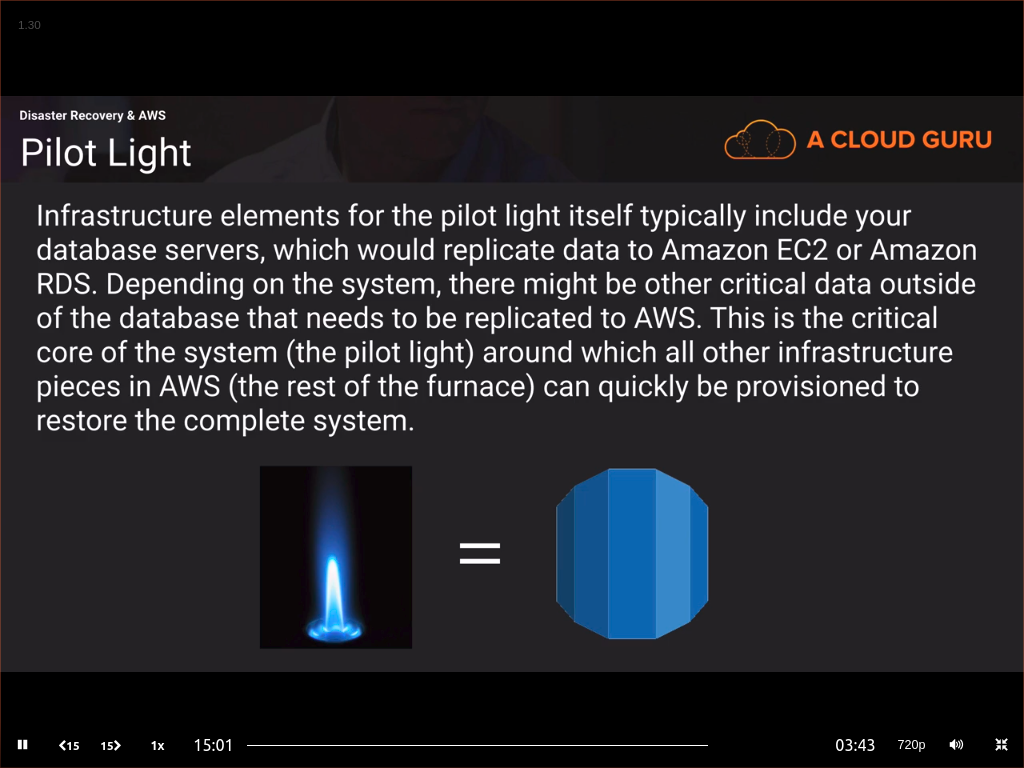 1.30
Disaster Recovery & AWS
Pilot Light
A CLOUD GURU
Infrastructure elements for the pilot light itself typically include your
database servers, which would replicate data to Amazon EC2 or Amazon
RDS. Depending on the system, there might be other critical data outside
of the database that needs to be replicated to AWS. This is the critical
core of the system (the pilot light) around which all other infrastructure
pieces in AWS (the rest of the furnace) can quickly be provisioned to
restore the complete system.
=
15 15 1x 15:01 03:43 720p